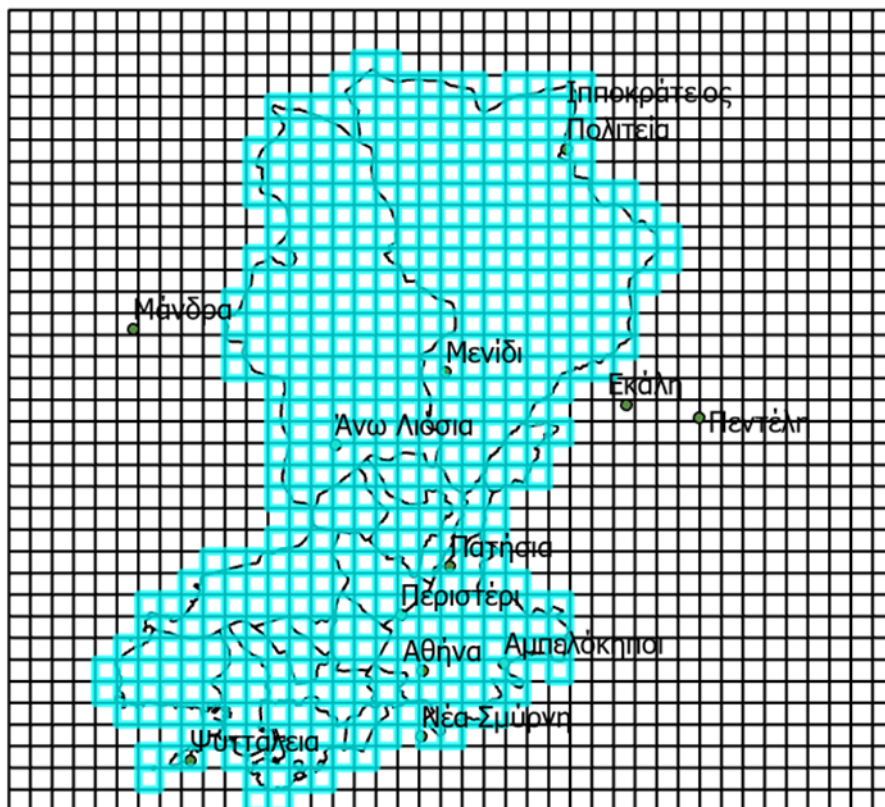 Ιπποκράτειος
Πολιτεία
Μάνδρα
Μενίδι
Εκάλη
Πεντέλη
Άνω Λιόσια
Πατήσια
Περιστέρι
Αμπελόκηποι
Αθήνα
Νέα Σμύρνη
Ψυττάλεια